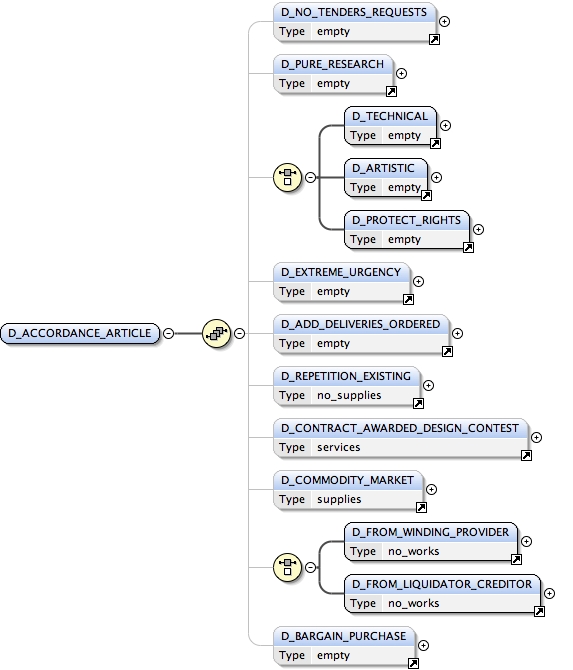 D_NO_TENDERS_REQUESTS
Type empty
D_PURE_RESEARCH
Type empty
D_TECHNICAL
Type empty
D_ARTISTIC
Type empty
D_PROTECT_RIGHTS
Type empty
D_EXTREME_URGENCY
Type empty
D_ACCORDANCE_ARTICLE
D_ADD_DELIVERIES_ORDERED
Type empty
D_REPETITION_EXISTING
Type no_supplies
D_CONTRACT_AWARDED_DESIGN_CONTEST
Type services
D_COMMODITY_MARKET
Type supplies
D_FROM_WINDING_PROVIDER
Type no_works
D_FROM_LIQUIDATOR_CREDITOR
Type no_works
D_BARGAIN_PURCHASE
Type empty